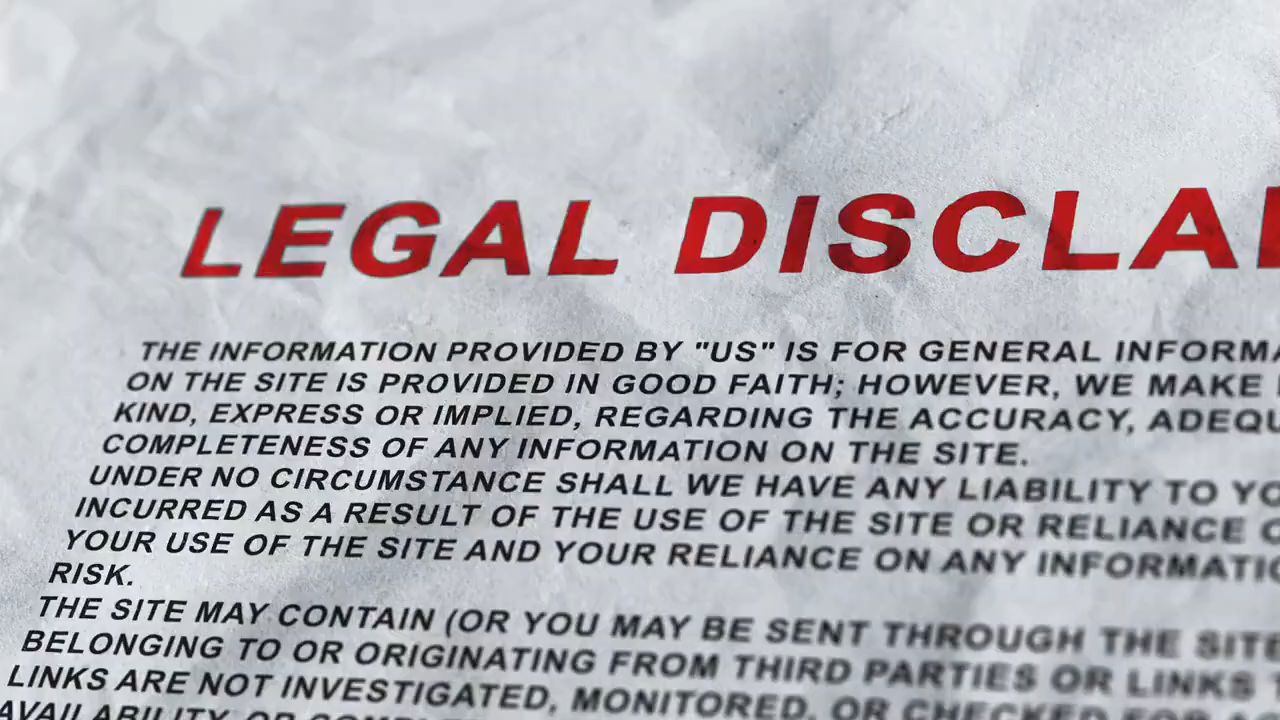 LEGAL DISCLAI
THE INFORMATION PROVIDED BY "US" IS FOR GENERAL INFORMA
ON THE SITE IS PROVIDED IN GOOD FAITH; HOWEVER, WE MAKE
KIND, EXPRESS OR IMPLIED, REGARDING THE ACCURACY, ADEQU
COMPLETENESS OF ANY INFORMATION ON THE SITE.
UNDER NO CIRCUMSTANCE SHALL WE HAVE ANY LIABILITY TO YO
INCURRED AS A RESULT OF THE USE OF THE SITE OR RELIANCE O
YOUR USE OF THE SITE AND YOUR RELIANCE ON ANY INFORMATIO
RISK.
THE SITE MAY CONTAIN (OR YOU MAY BE SENT THROUGH THE SITE
BELONGING TO OR ORIGINATING FROM THIRD PARTIES OR LINKS T
LINKS ARE NOT INVESTIGATED, MONITORED, OR CHECKED FOR
AVAILABILITY, OR